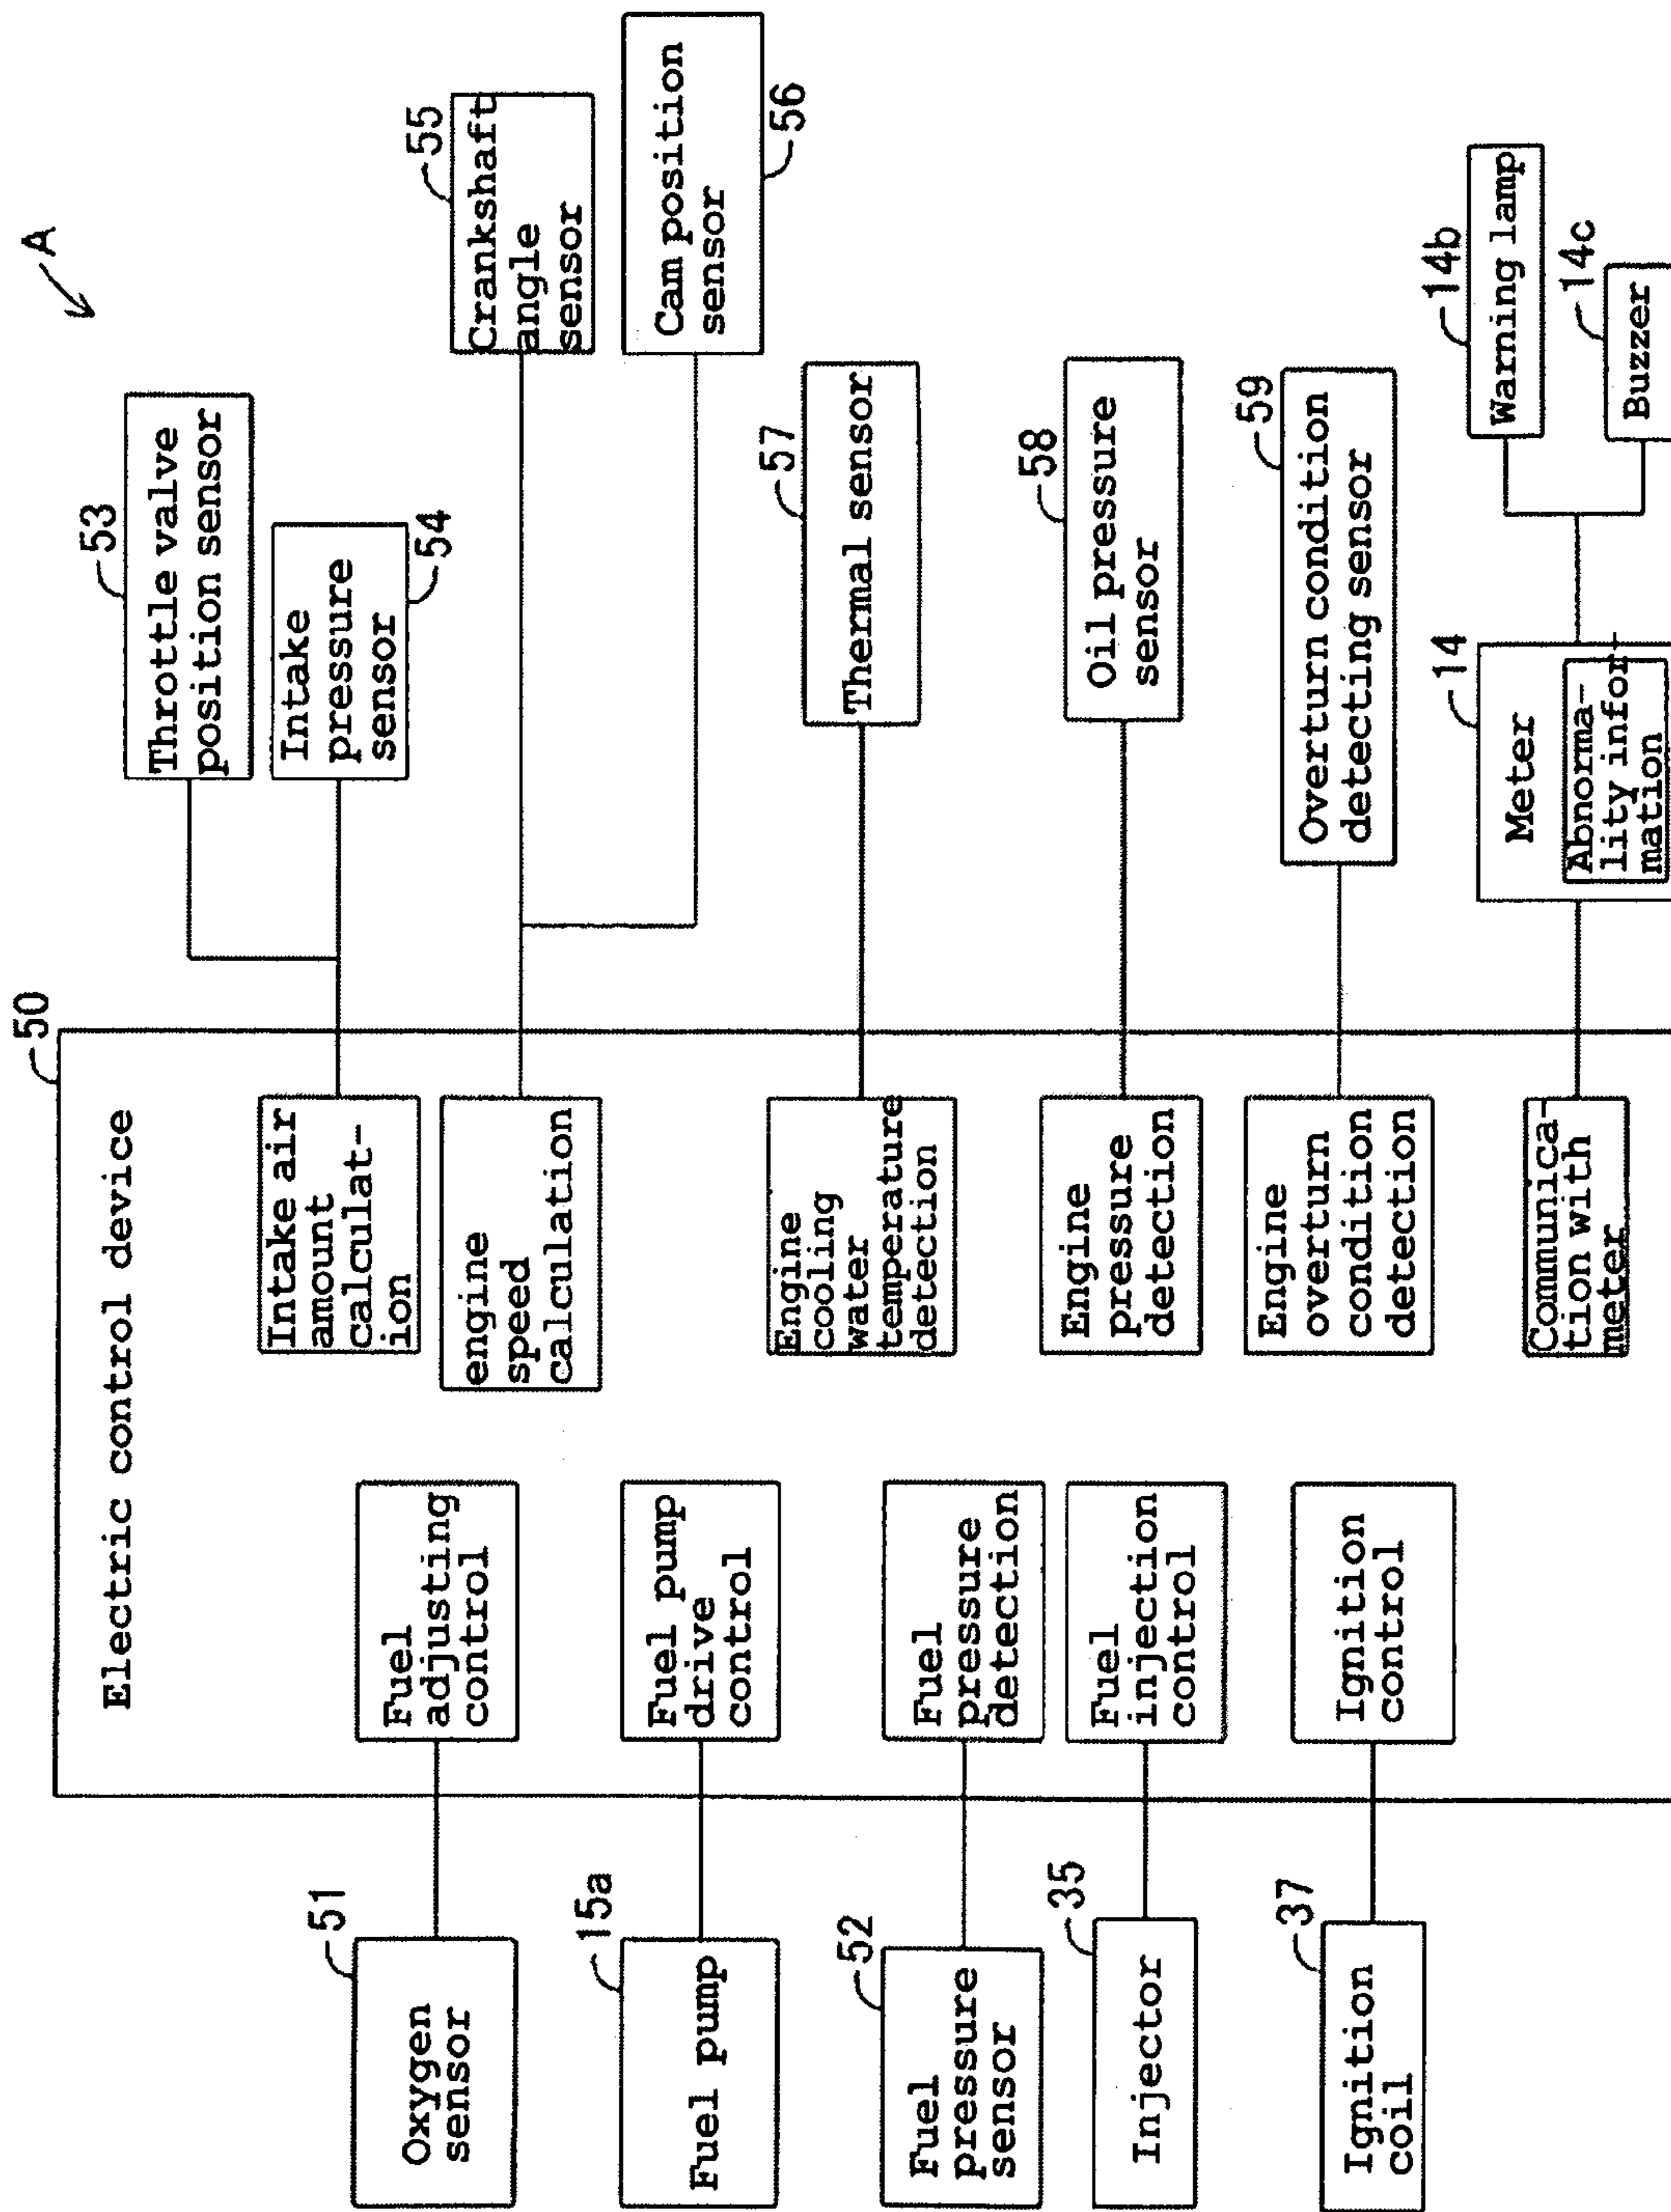 A
50
Electric control device
51
Oxygen
sensor
Fuel
adjusting
control
15a
Fuel pump
Fuel pump
drive
control
52
Fuel
pressure
sensor
Fuel
pressure
detection
35
Injector
Fuel
injection
control
37
Ignition
coil
Ignition
control
Intake air
amount
calculat-
ion
53
Throttle valve
position sensor
Intake
pressure
sensor
54
engine
speed
calculation
55
Crankshaft
angle
sensor
Cam position
sensor
56
Engine
cooling
water
temperature
detection
57
Thermal sensor
Engine
pressure
detection
58
Oil pressure
sensor
Engine
overturn
condition
detection
59
Overturn condition
detecting sensor
Communica-
tion with
meter
14
Meter
Abnorma-
lity infor-
mation
14b
Warning lamp
14c
Buzzer